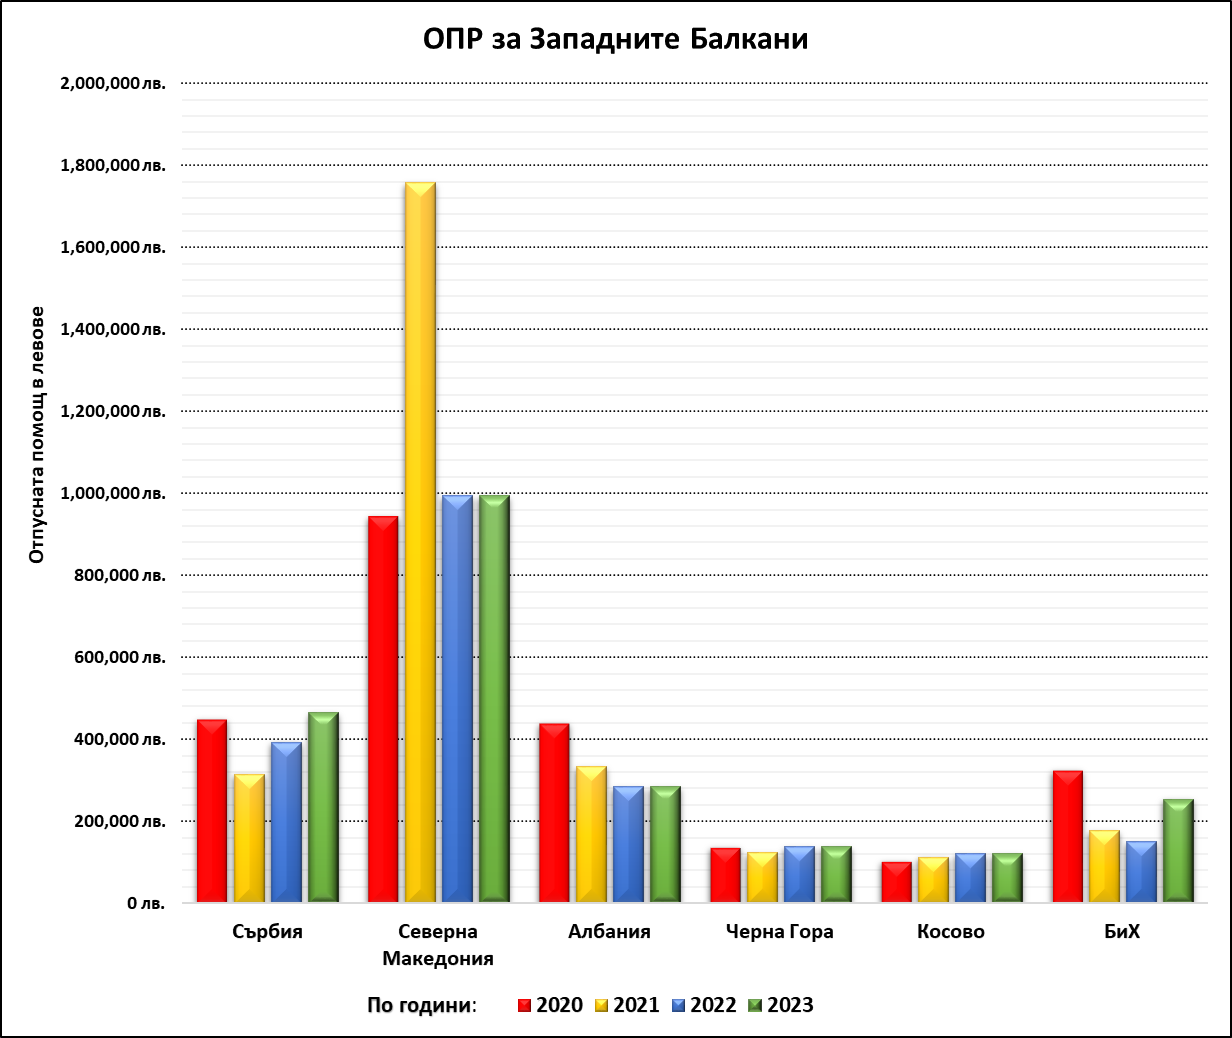 ОПР за Западните Балкани
2,000,000 лв.
1,800,000 лв.
1,600,000 лв.
1,400,000 лв.
1,200,000 лв.
1,000,000 лв.
800,000 лв.
600,000 лв.
400,000 лв.
200,000 лв.
0 лв.
Отпусната помощ в левове
Сърбия
Северна
Македония
Албания
Черна Гора
Косово
БиХ
По години: 2020 2021 2022 2023